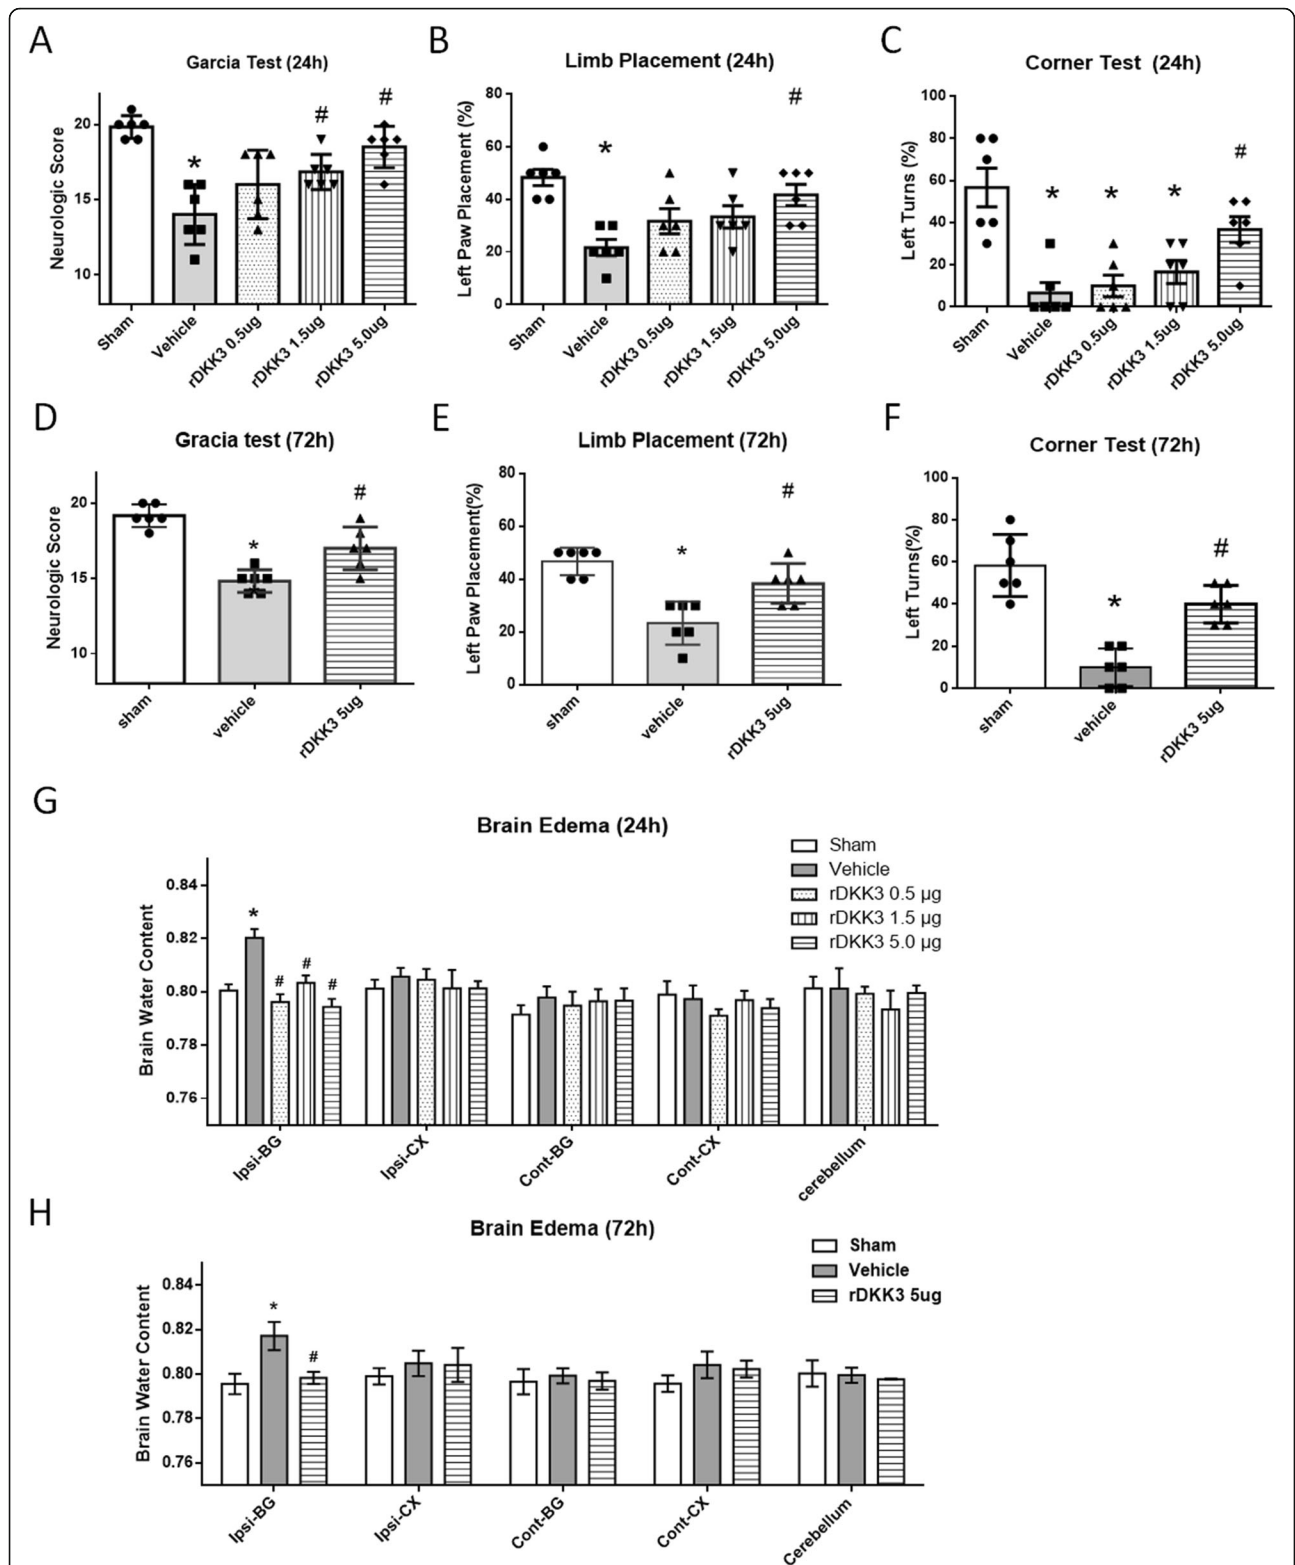 A
Garcia Test (24h)
Neurologic Score
20
15
10
*
#
#
Sham
Vehicle
rDKK3 0.5ug
rDKK3 1.5ug
rDKK3 5.0ug
B
Limb Placement (24h)
Left Paw Placement (%)
80
60
40
20
0
*
#
Sham
Vehicle
rDKK3 0.5ug
rDKK3 1.5ug
rDKK3 5.0ug
C
Corner Test (24h)
Left Turns (%)
100
80
60
40
20
0
*
*
*
#
Sham
Vehicle
rDKK3 0.5ug
rDKK3 1.5ug
rDKK3 5.0ug
D
Gracia test (72h)
Neurologic Score
20
15
10
*
#
sham
vehicle
rDKK3 5ug
E
Limb Placement (72h)
Left Paw Placement(%)
80
60
40
20
0
*
#
sham
vehicle
rDKK3 5ug
F
Corner Test (72h)
Left Turns(%)
100
80
60
40
20
0
*
#
sham
vehicle
rDKK3 5ug
G
Brain Edema (24h)
Sham
Vehicle
rDKK3 0.5 µg
rDKK3 1.5 µg
rDKK3 5.0 µg
Brain Water Content
0.84
0.82
0.80
0.78
0.76
*
#
#
#
Ipsi-BG
Ipsi-CX
Cont-BG
Cont-CX
cerebellum
H
Brain Edema (72h)
Sham
Vehicle
rDKK3 5ug
Brain Water Content
0.84
0.82
0.80
0.78
0.76
*
#
Ipsi-BG
Ipsi-CX
Cont-BG
Cont-CX
Cerebellum